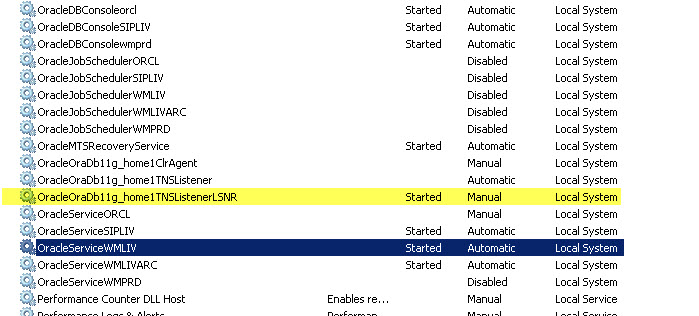 OracleDBConsoleorcl Started Automatic Local System
OracleDBConsoleSIPLIV Started Automatic Local System
OracleDBConsolewmprd Started Automatic Local System
OracleJobSchedulerORCL Disabled Local System
OracleJobSchedulerSIPLIV Disabled Local System
OracleJobSchedulerWMLIV Disabled Local System
OracleJobSchedulerWMLIVARC Disabled Local System
OracleJobSchedulerWMPRD Disabled Local System
OracleMTSRecoveryService Started Automatic Local System
OracleOraDb11g_home1ClrAgent Manual Local System
OracleOraDb11g_home1TNSListener Automatic Local System
OracleOraDb11g_home1TNSListenerLSNR Started Manual Local System
OracleServiceORCL Manual Local System
OracleServiceSIPLIV Started Automatic Local System
OracleServiceWMLIV Started Automatic Local System
OracleServiceWMLIVARC Started Automatic Local System
OracleServiceWMPRD Disabled Local System
Performance Counter DLL Host Enables re... Manual Local Service
Performance Logs & Alerts Performan... Manual Local Service